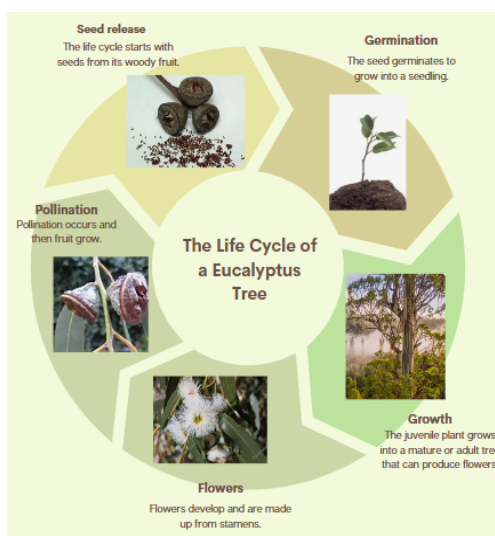 Seed release
The life cycle starts with
seeds from its woody fruit.
Germination
The seed germinates to
grow into a seedling.
Pollination
Pollination occurs and
then fruit grow.
The Life Cycle of
a Eucalyptus
Tree
Growth
The juvenile plant grows
into a mature or adult tree
that can produce flowers
Flowers
Flowers develop and are made
up from stamens.